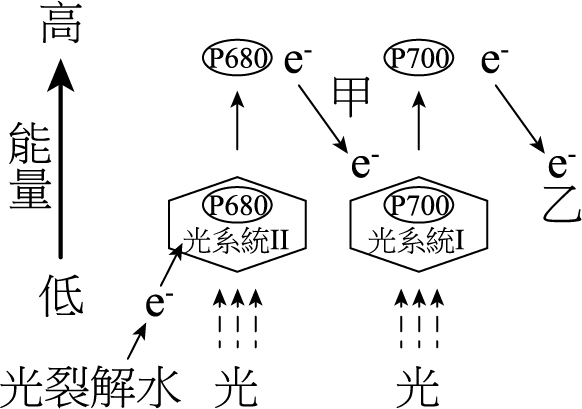 高
能量
低
P680 e-
甲
e-
P700 e-
e-
乙
P680
光系統II
P700
光系統I
e-
光裂解水
光
光